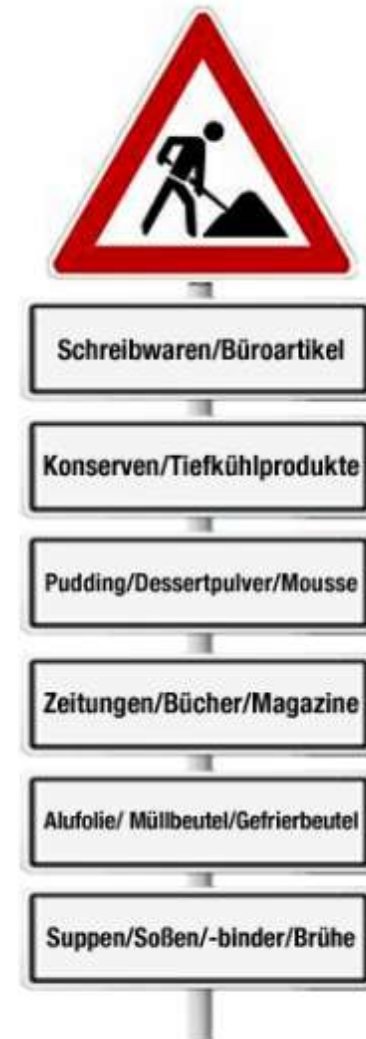 Schreibwaren/Büroartikel
Konserven/Tiefkühlprodukte
Pudding/Dessertpulver/Mousse
Zeitungen/Bücher/Magazine
Alufolie/ Müllbeutel/Gefrierbeutel
Suppen/Soßen/-binder/Brühe